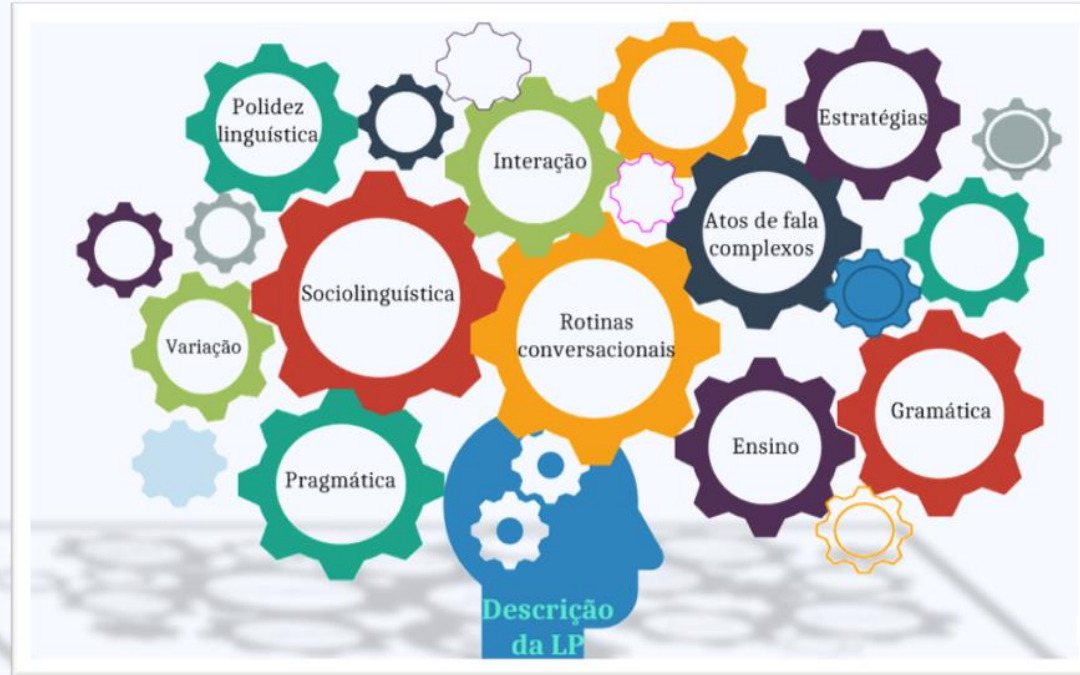 Polidez
linguística
Interação
Estratégias
Atos de fala
complexos
Sociolinguística
Rotinas
conversacionais
Variação
Gramática
Ensino
Pragmática
Descrição
da LP